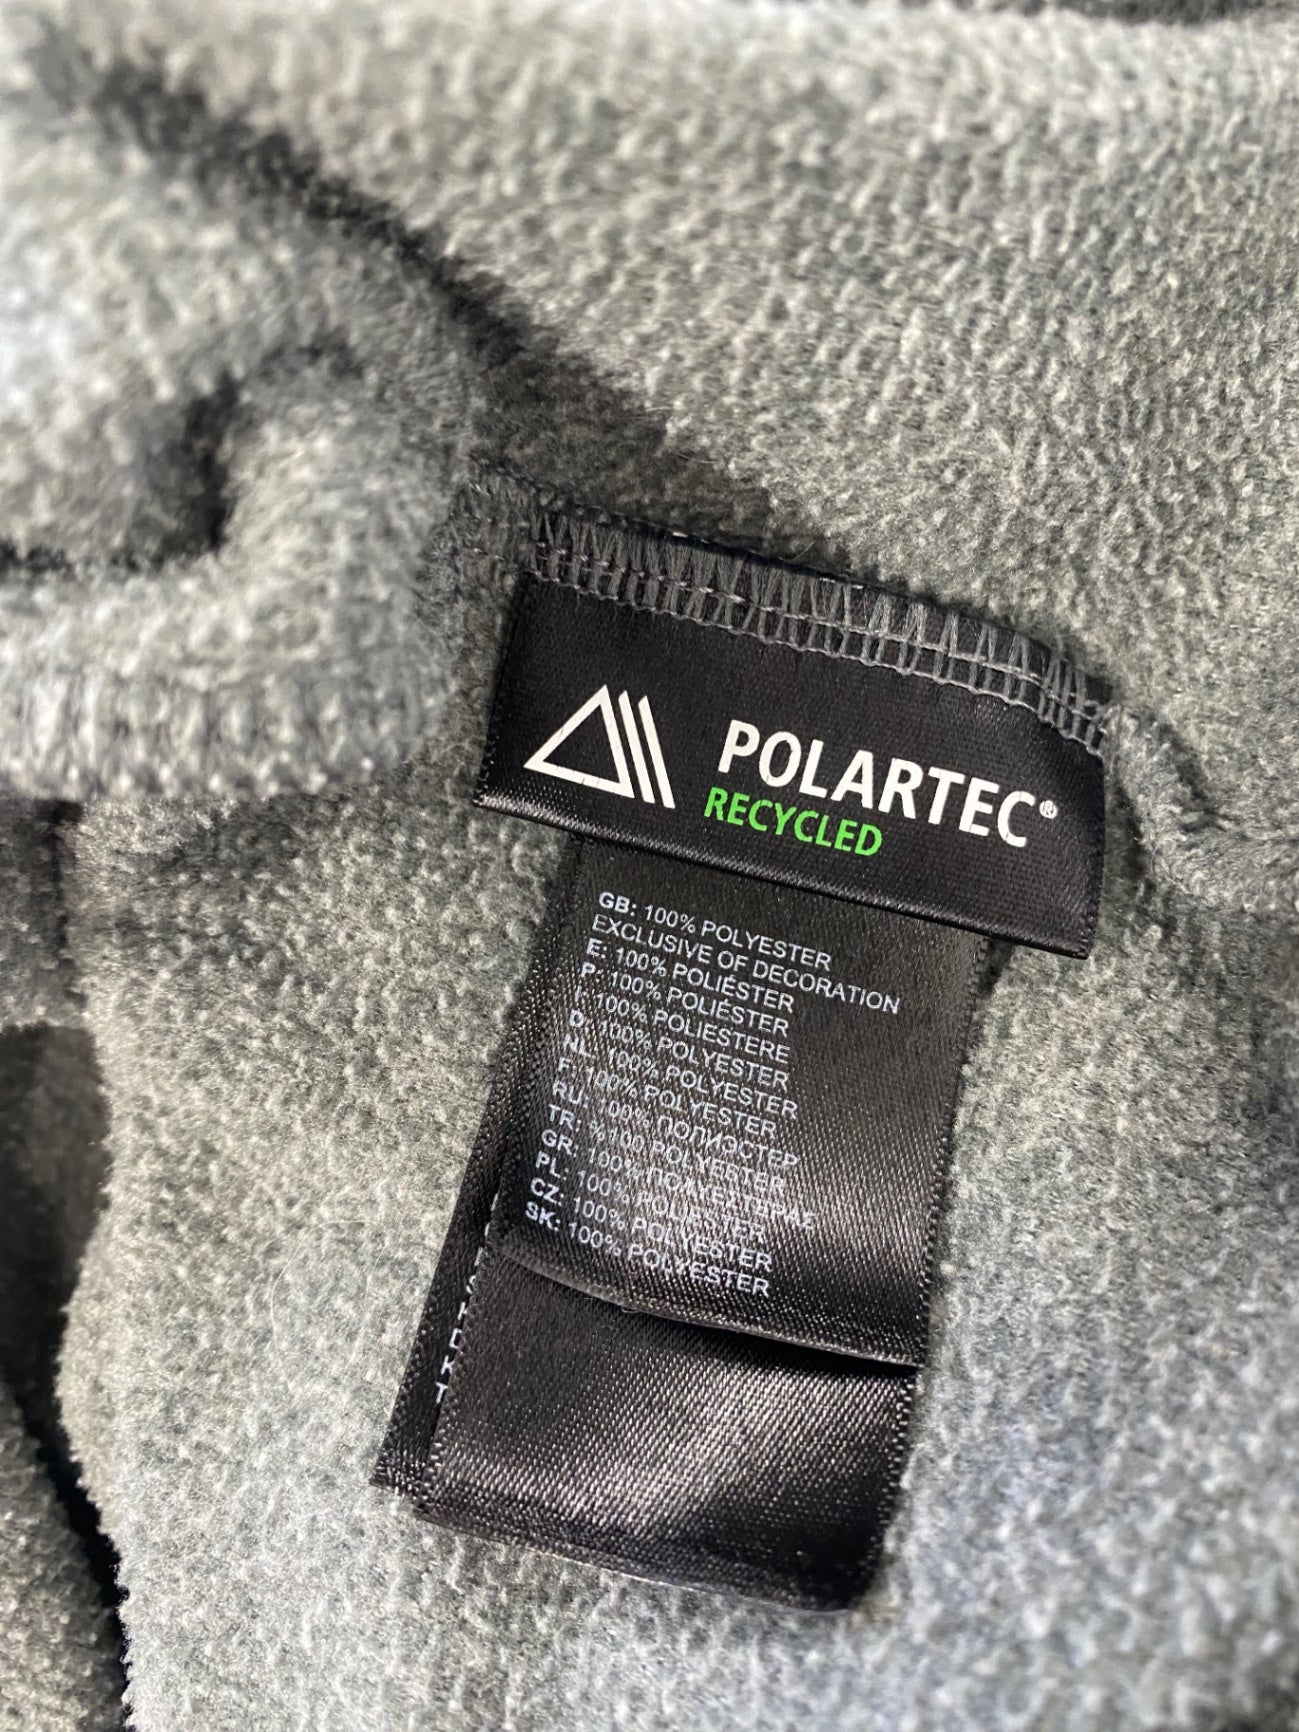 POLARTEC®
RECYCLED
GB: 100% POLYESTER
EXCLUSIVE OF DECORATION
E: 100% POLIÉSTER
P: 100% POLIÉSTER
I: 100% POLIESTERE
D: 100% POLYESTER
NL: 100% POLYESTER
F: 100% POLYESTER
RU: 100% ПОЛИЭСТЕР
TR: %100 POLYESTER
GR: 100% ΠΟΛΥΕΣΤΕΡΑΣ
PL: 100% POLIESTER
CZ: 100% POLYESTER
SK: 100% POLYESTER